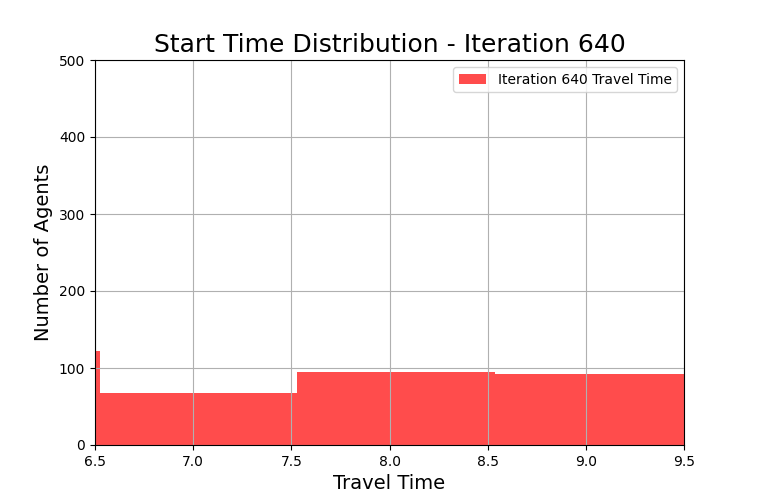 Start Time Distribution - Iteration 640
Iteration 640 Travel Time
500
400
300
200
100
0
Number of Agents
6.5 7.0 7.5 8.0 8.5 9.0 9.5
Travel Time